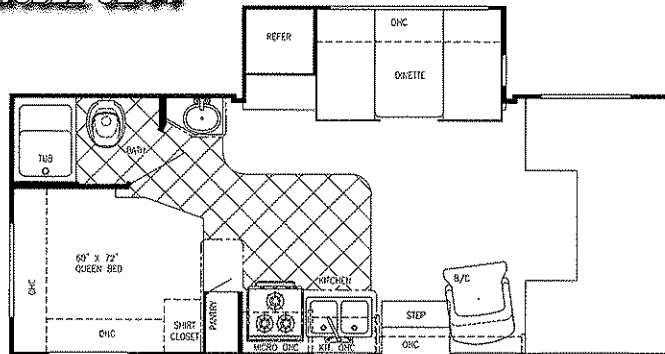 REFER
OHC
DINETTE
TUB
BATH
60" X 72"
QUEEN BED
OHC
OHC
SHIRT
CLOSET
PANTRY
KITCHEN
MICRO OHC
KIT. OHC
STEP
OHC
B/C